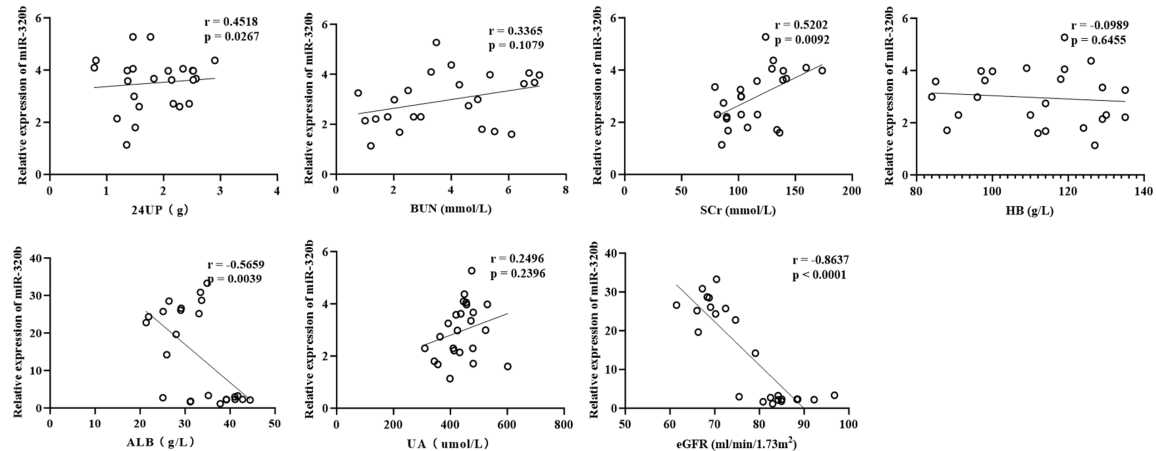 Relative expression of miR-320b
6
4
2
0
r = 0.4518
p = 0.0267
0
1
2
3
4
24UP（ g）
Relative expression of miR-320b
6
4
2
0
r = 0.3365
p = 0.1079
0
2
4
6
8
BUN (mmol/L)
Relative expression of miR-320b
6
4
2
0
r = 0.5202
p = 0.0092
0
50
100
150
200
SCr (mmol/L)
Relative expression of miR-320b
6
4
2
0
r = -0.0989
p = 0.6455
80
100
120
140
HB (g/L)
Relative expression of miR-320b
40
30
20
10
0
r = -0.5659
p = 0.0039
0
10
20
30
40
50
ALB（ g/L）
Relative expression of miR-320b
6
4
2
0
r = 0.2496
p = 0.2396
0
200
400
600
800
UA（ umol/L）
Relative expression of miR-320b
40
30
20
10
0
r = -0.8637
p < 0.0001
50
60
70
80
90
100
eGFR (ml/min/1.73m²)